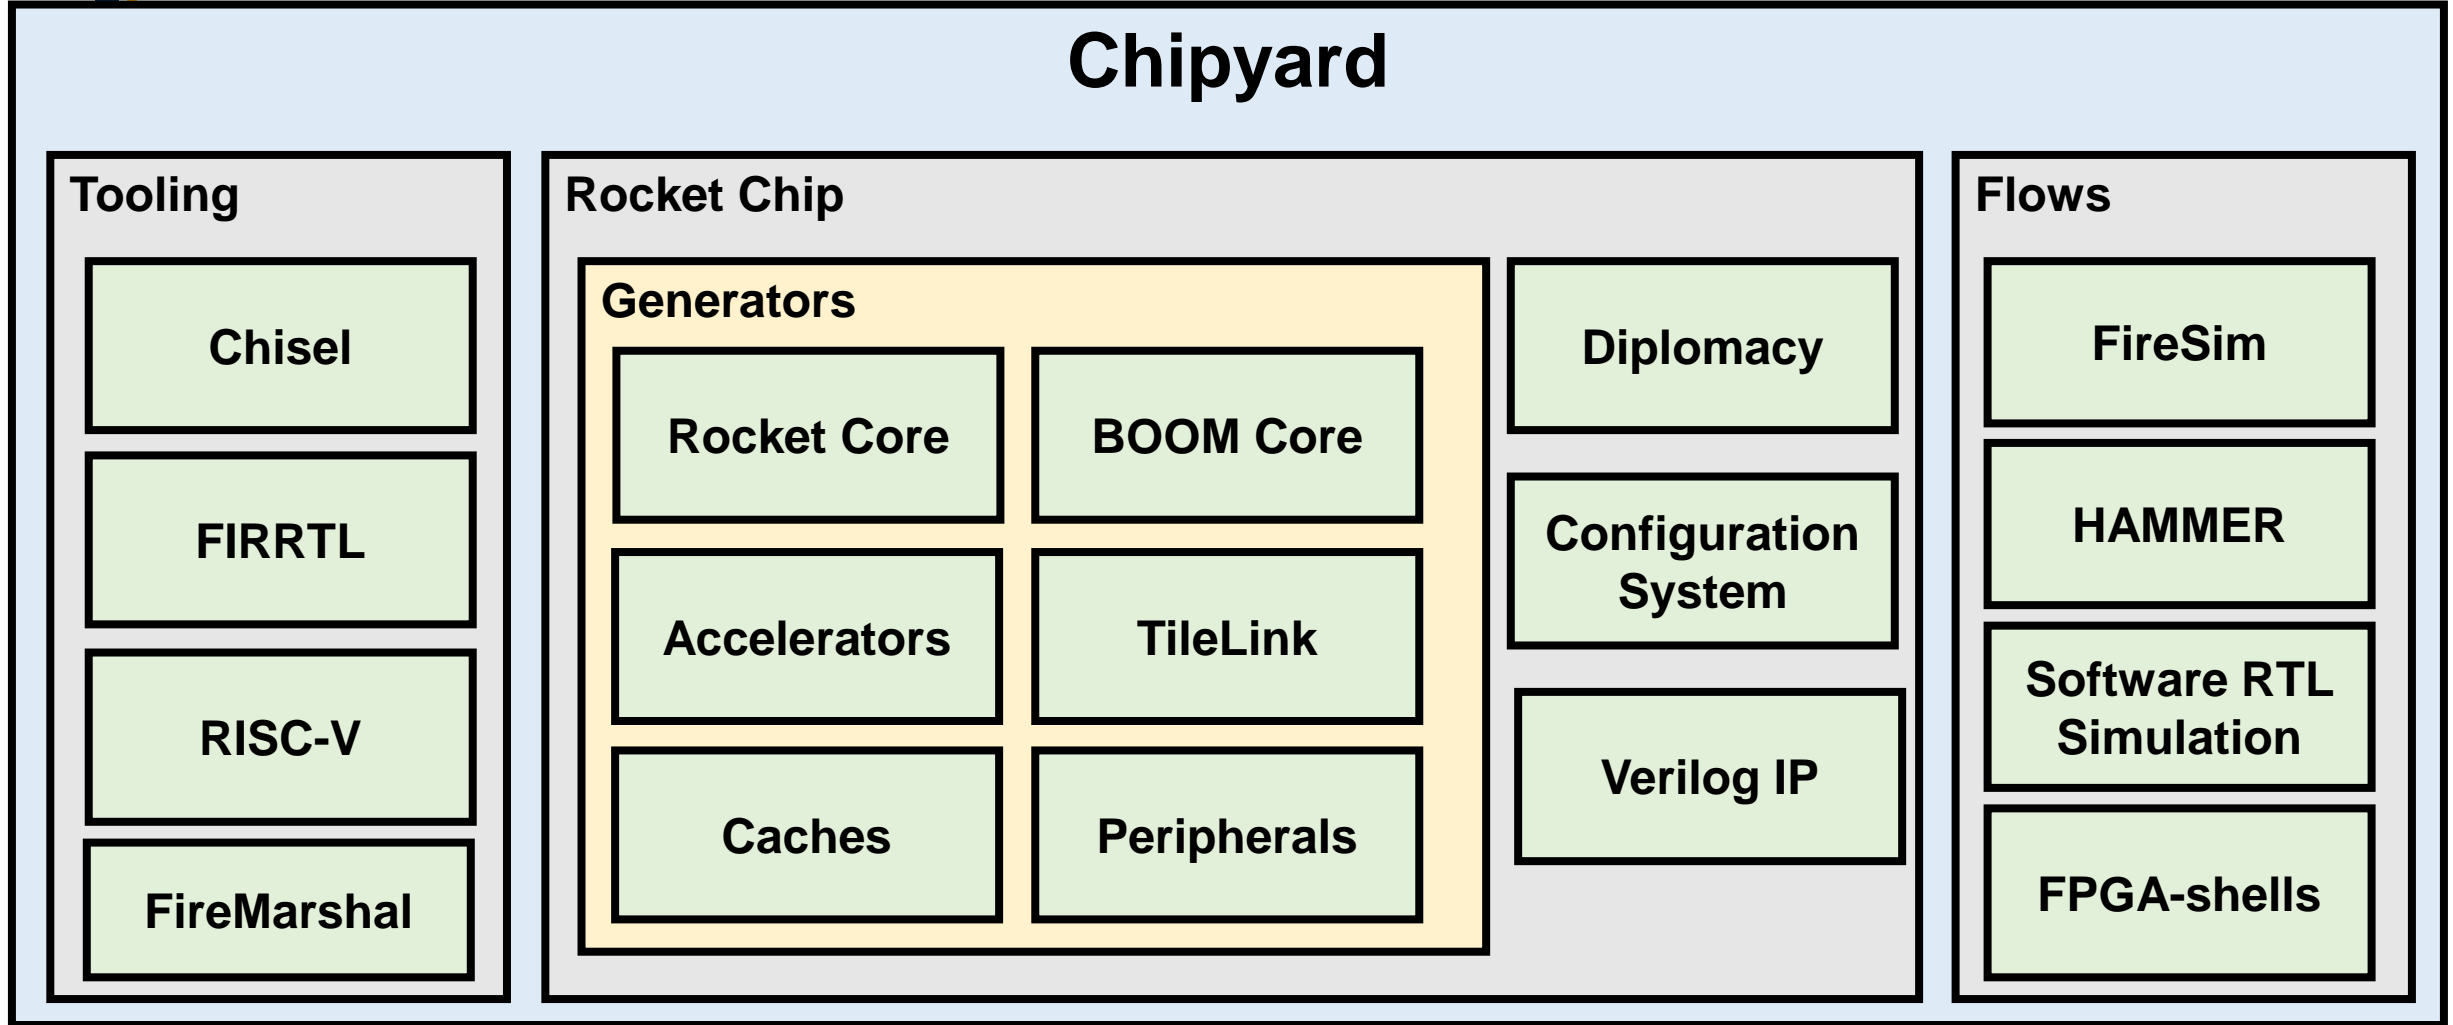 Chipyard
Tooling
Chisel
FIRRTL
RISC-V
FireMarshal
Rocket Chip
Generators
Rocket Core
BOOM Core
Accelerators
TileLink
Caches
Peripherals
Diplomacy
Configuration
System
Verilog IP
Flows
FireSim
HAMMER
Software RTL
Simulation
FPGA-shells